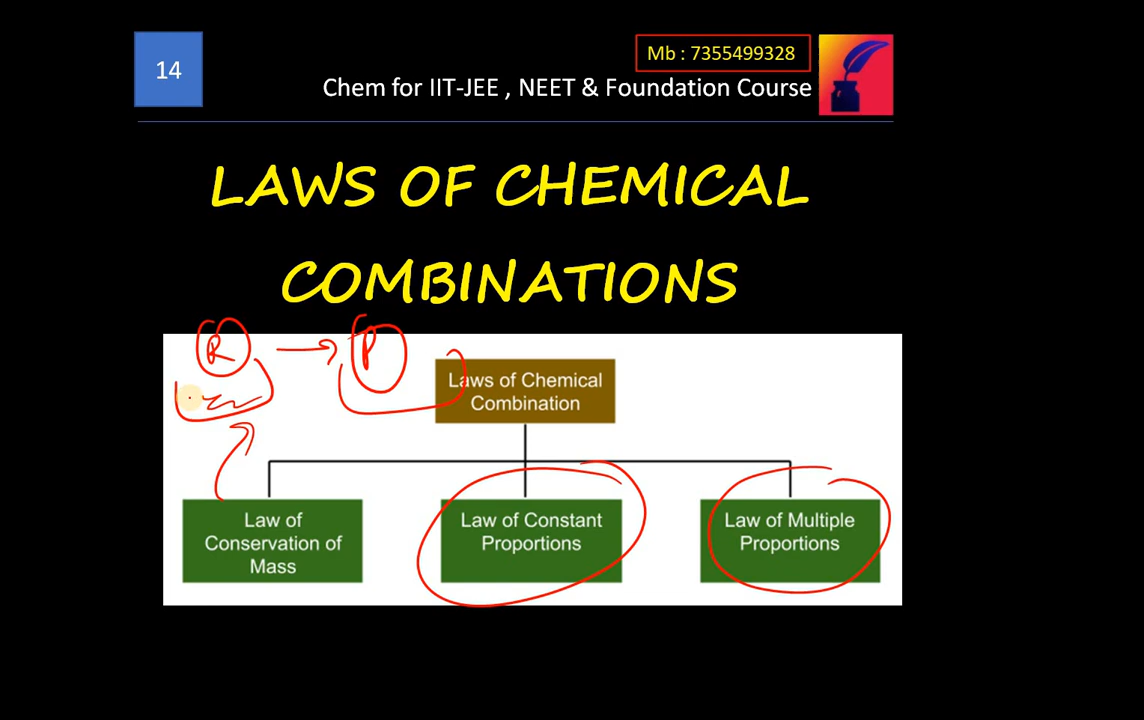 14
Mb : 7355499328
Chem for IIT-JEE , NEET & Foundation Course
LAWS OF CHEMICAL
COMBINATIONS
R → P
Laws of Chemical
Combination
Law of
Conservation of
Mass
Law of Constant
Proportions
Law of Multiple
Proportions